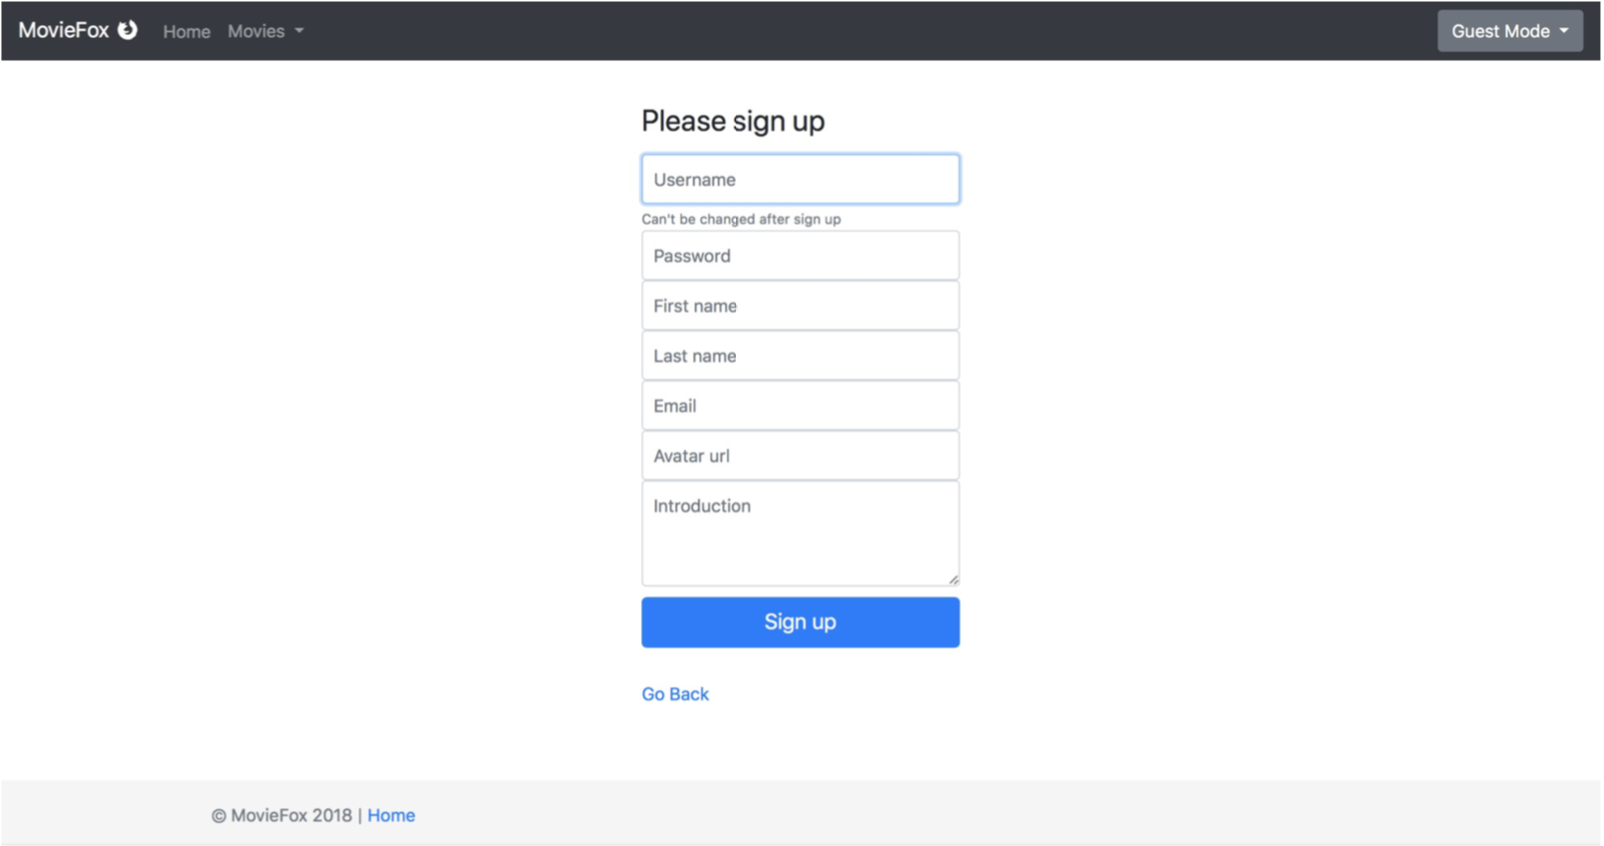 MovieFox Home Movies Guest Mode
Please sign up
Username
Can't be changed after sign up
Password
First name
Last name
Email
Avatar url
Introduction
Sign up
Go Back
© MovieFox 2018 | Home